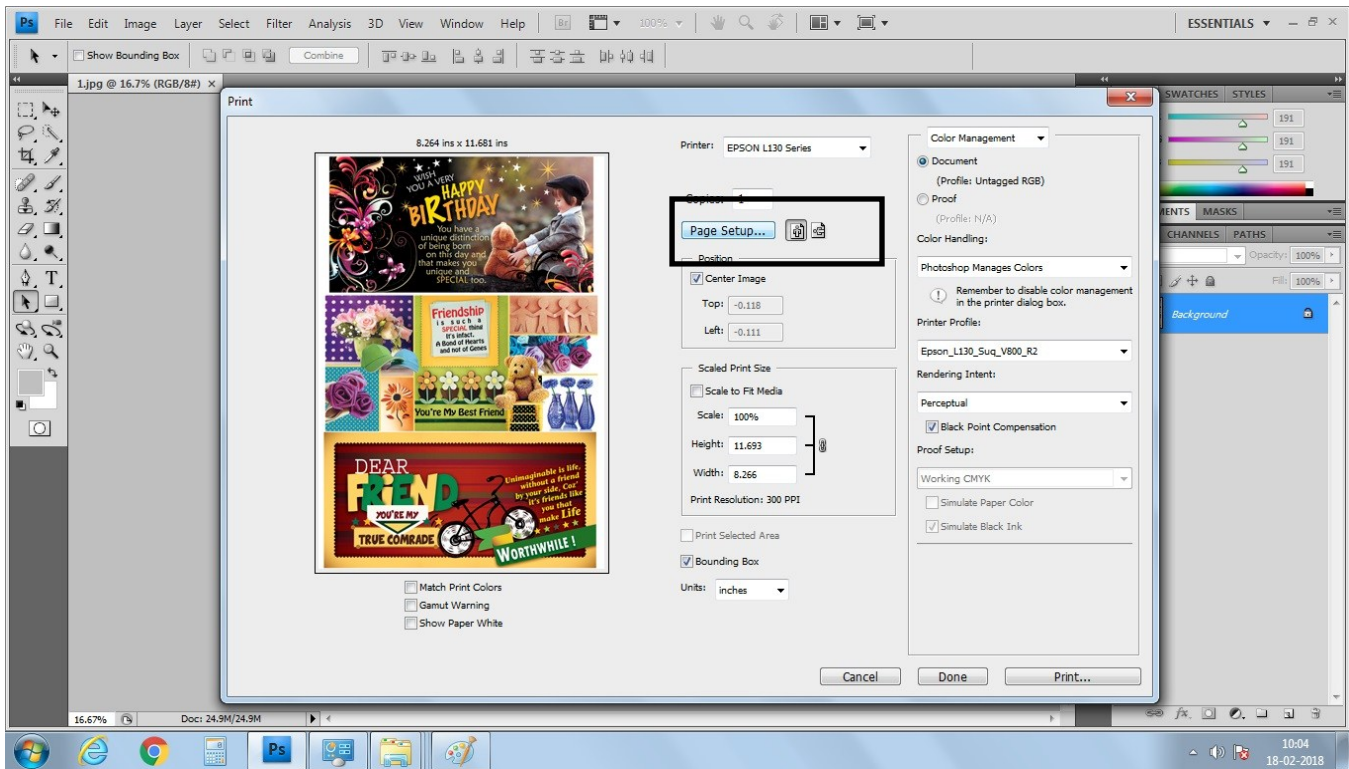 Ps File Edit Image Layer Select Filter Analysis 3D View Window Help Br 100% ESSENTIALS
Show Bounding Box Combine
1.jpg @ 16.7% (RGB/8#) ×
SWATCHES STYLES
191
191
191
MASKS
CHANNELS PATHS
Opacity: 100%
Fill: 100%
Background
Print
8.264 ins x 11.681 ins
WISH
YOU A VERY
HAPPY
BIRTHDAY
You have a
unique distinction
of being born
on this day and
that makes you
unique and
SPECIAL too.
Friendship
is such a
SPECIAL thing
It's infact,
A Bond of Hearts
and not of Genes
You're My Best Friend
DEAR
FRiEND
YOU'RE MY
TRUE COMRADE
Unimaginable is life,
without a friend
by your side, Coz'
it's friends like
you that
make Life
WORTHWHILE !
Match Print Colors
Gamut Warning
Show Paper White
Printer: EPSON L130 Series
Copies: 1
Page Setup...
Position
Center Image
Top: -0.118
Left: -0.111
Scaled Print Size
Scale to Fit Media
Scale: 100%
Height: 11.693
Width: 8.266
Print Resolution: 300 PPI
Print Selected Area
Bounding Box
Units: inches
Color Management
Document
(Profile: Untagged RGB)
Proof
(Profile: N/A)
Color Handling:
Photoshop Manages Colors
Remember to disable color management
in the printer dialog box.
Printer Profile:
Epson_L130_Suq_V800_R2
Rendering Intent:
Perceptual
Black Point Compensation
Proof Setup:
Working CMYK
Simulate Paper Color
Simulate Black Ink
Cancel Done Print...
16.67% Doc: 24.9M/24.9M
fx.
Ps
10:04
18-02-2018